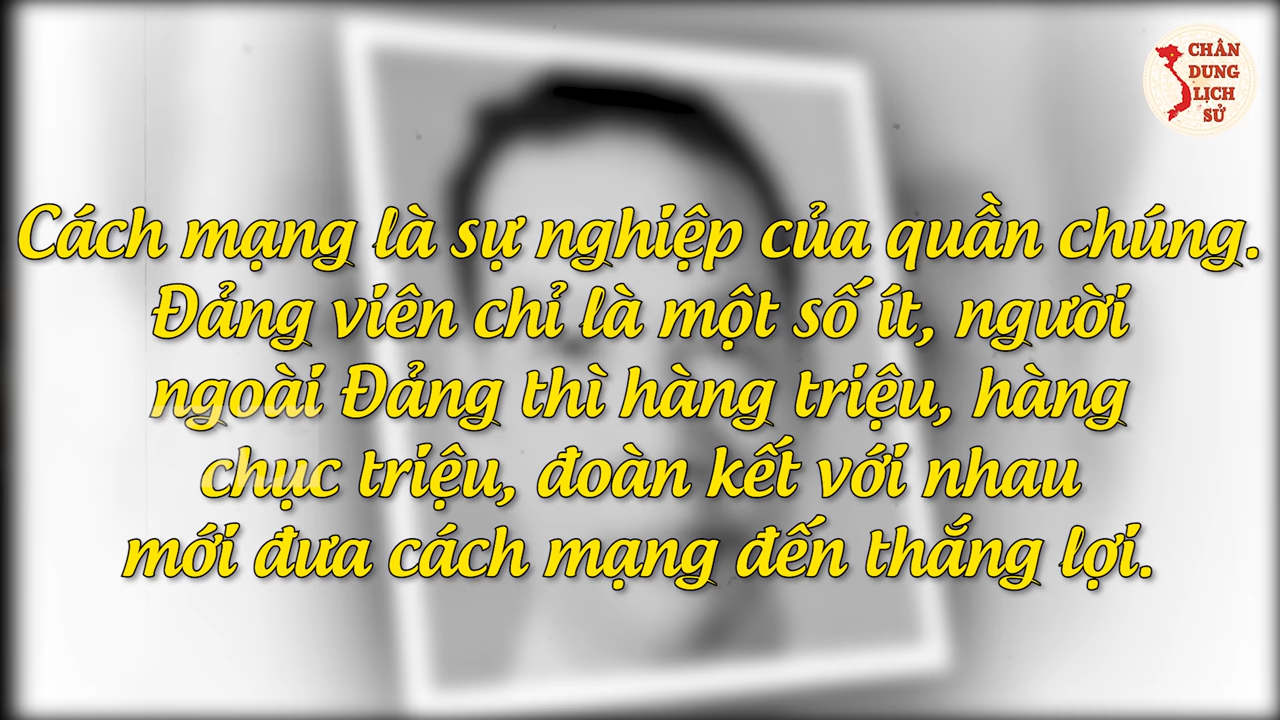 CHÂN
DUNG
LỊCH
SỬ
Cách mạng là sự nghiệp của quần chúng.
Đảng viên chỉ là một số ít, người
ngoài Đảng thì hàng triệu, hàng
chục triệu, đoàn kết với nhau
mới đưa cách mạng đến thắng lợi.